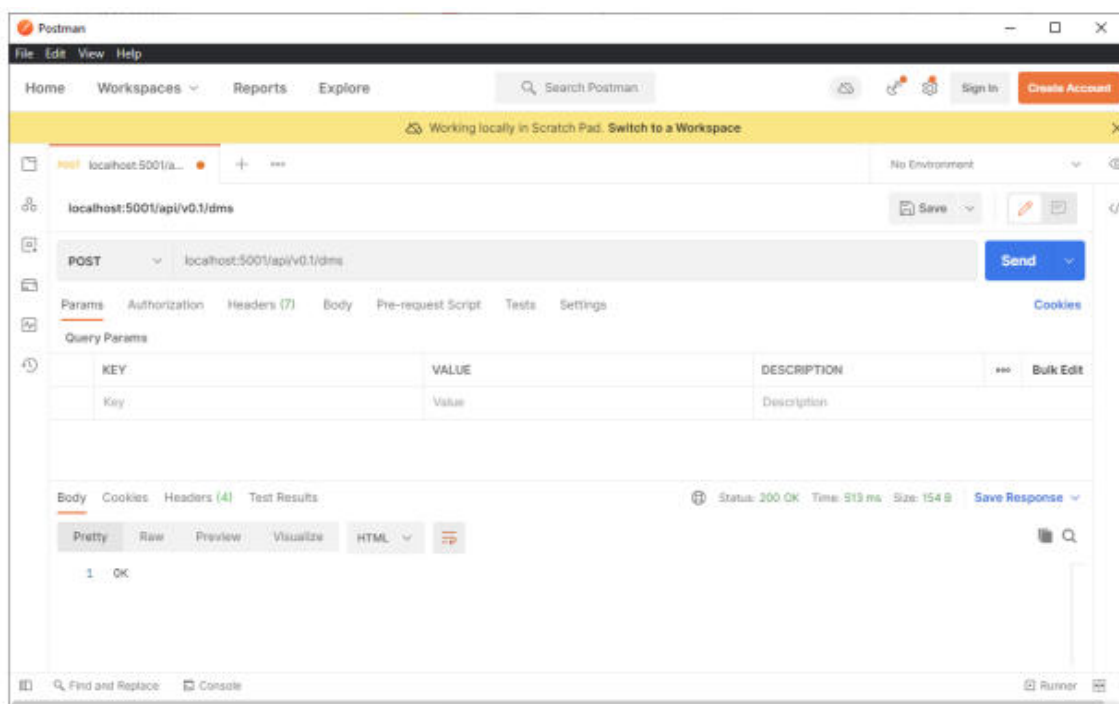 Postman
File Edit View Help
Home Workspaces Reports Explore Search Postman Sign In Create Account
Working locally in Scratch Pad. Switch to a Workspace
POST localhost:5001/a... No Environment
localhost:5001/api/v0.1/dms Save
POST localhost:5001/api/v0.1/dms Send
Params Authorization Headers (7) Body Pre-request Script Tests Settings Cookies
Query Params
KEY VALUE DESCRIPTION Bulk Edit
Key Value Description
Body Cookies Headers (4) Test Results Status: 200 OK Time: 513 ms Size: 154 B Save Response
Pretty Raw Preview Visualize HTML
1 OK
Find and Replace Console Runner